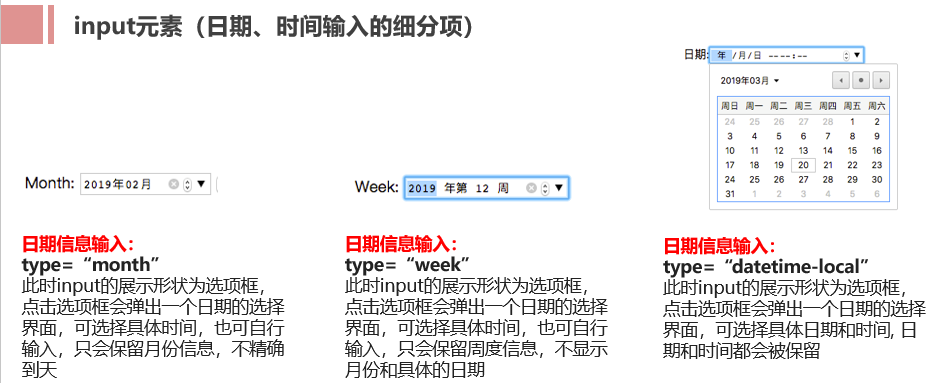 input元素（日期、时间输入的细分项）
Month: 2019年02月
日期信息输入：
type=“month”
此时input的展示形状为选项框，
点击选项框会弹出一个日期的选择
界面，可选择具体时间，也可自行
输入，只会保留月份信息，不精确
到天
Week: 2019 年第 12 周
日期信息输入：
type=“week”
此时input的展示形状为选项框，
点击选项框会弹出一个日期的选择
界面，可选择具体时间，也可自行
输入，只会保留周度信息，不显示
月份和具体的日期
日期: 年/月/日 ----:--
2019年03月
周日 周一 周二 周三 周四 周五 周六
24 25 26 27 28 1 2
3 4 5 6 7 8 9
10 11 12 13 14 15 16
17 18 19 20 21 22 23
24 25 26 27 28 29 30
31 1 2 3 4 5 6
日期信息输入：
type=“datetime-local”
此时input的展示形状为选项框，
点击选项框会弹出一个日期的选择
界面，可选择具体日期和时间, 日
期和时间都会被保留